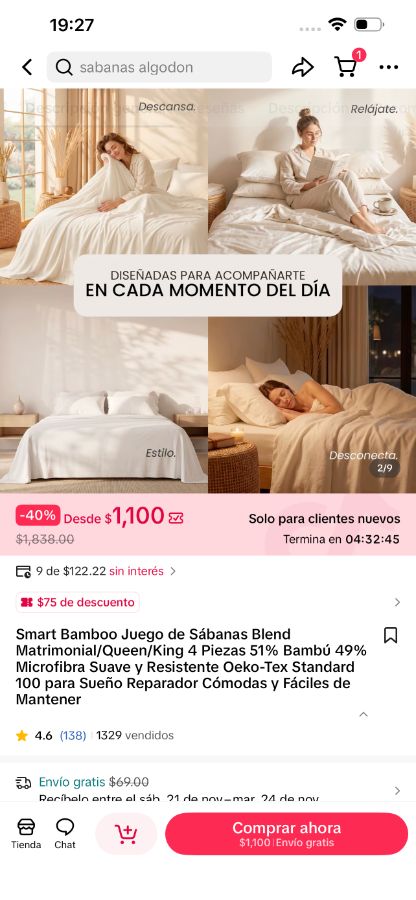 19:27
sabanas algodon
1
Descansa.
Relájate.
DISEÑADAS PARA ACOMPAÑARTE
EN CADA MOMENTO DEL DÍA
Estilo.
Desconecta.
2/9
-40% Desde $1,100
Solo para clientes nuevos
$1,838.00
Termina en 04:32:45
9 de $122.22 sin interés
$75 de descuento
Smart Bamboo Juego de Sábanas Blend
Matrimonial/Queen/King 4 Piezas 51% Bambú 49%
Microfibra Suave y Resistente Oeko-Tex Standard
100 para Sueño Reparador Cómodas y Fáciles de
Mantener
4.6 (138) 1329 vendidos
Envío gratis $69.00
Recíbelo entre el sáb, 21 de nov–mar, 24 de nov
Tienda
Chat
Comprar ahora
$1,100 Envío gratis